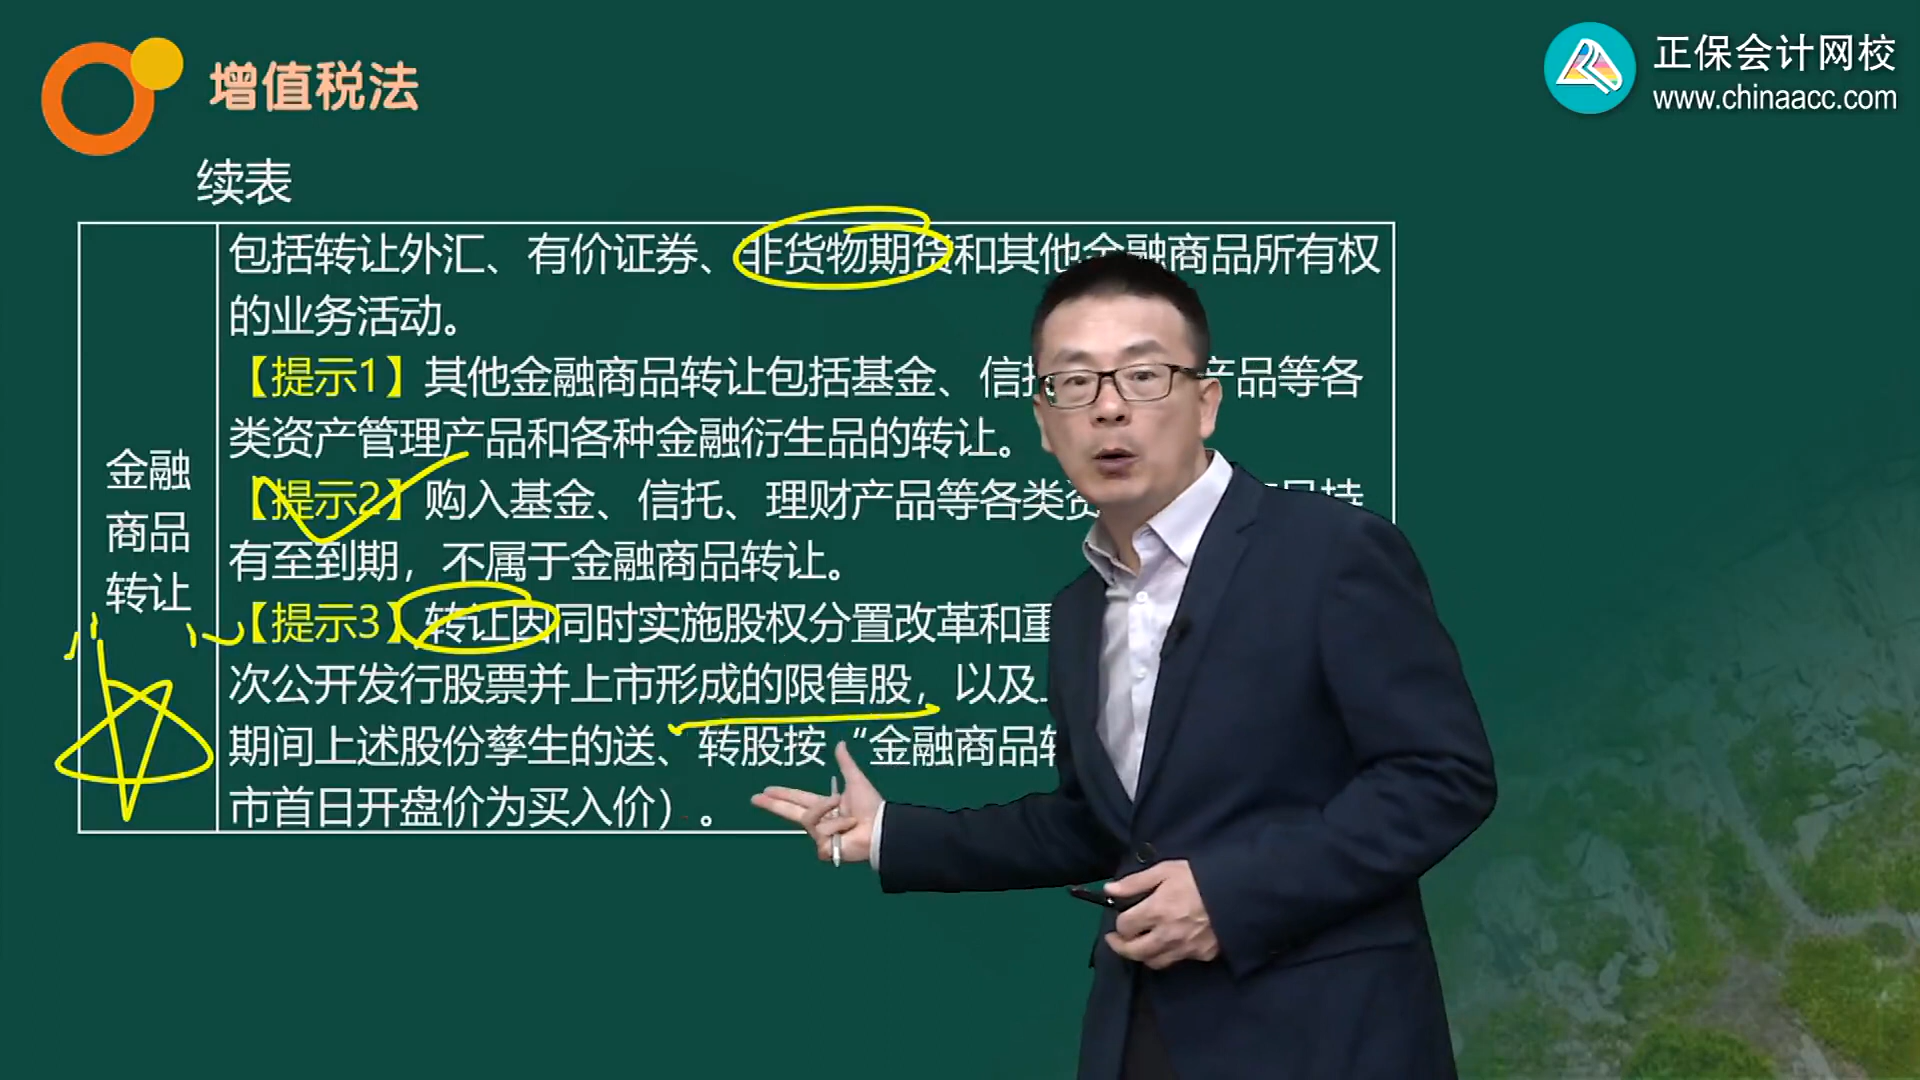 增值税法
正保会计网校
www.chinaacc.com
续表
金融
商品
转让
包括转让外汇、有价证券、非货物期货和其他金融商品所有权
的业务活动。
【提示1】其他金融商品转让包括基金、信 产品等各
类资产管理产品和各种金融衍生品的转让。
【提示2】购入基金、信托、理财产品等各类 持
有至到期，不属于金融商品转让。
【提示3】转让因同时实施股权分置改革和重
次公开发行股票并上市形成的限售股，以及
期间上述股份孳生的送、转股按“金融商品
市首日开盘价为买入价）。